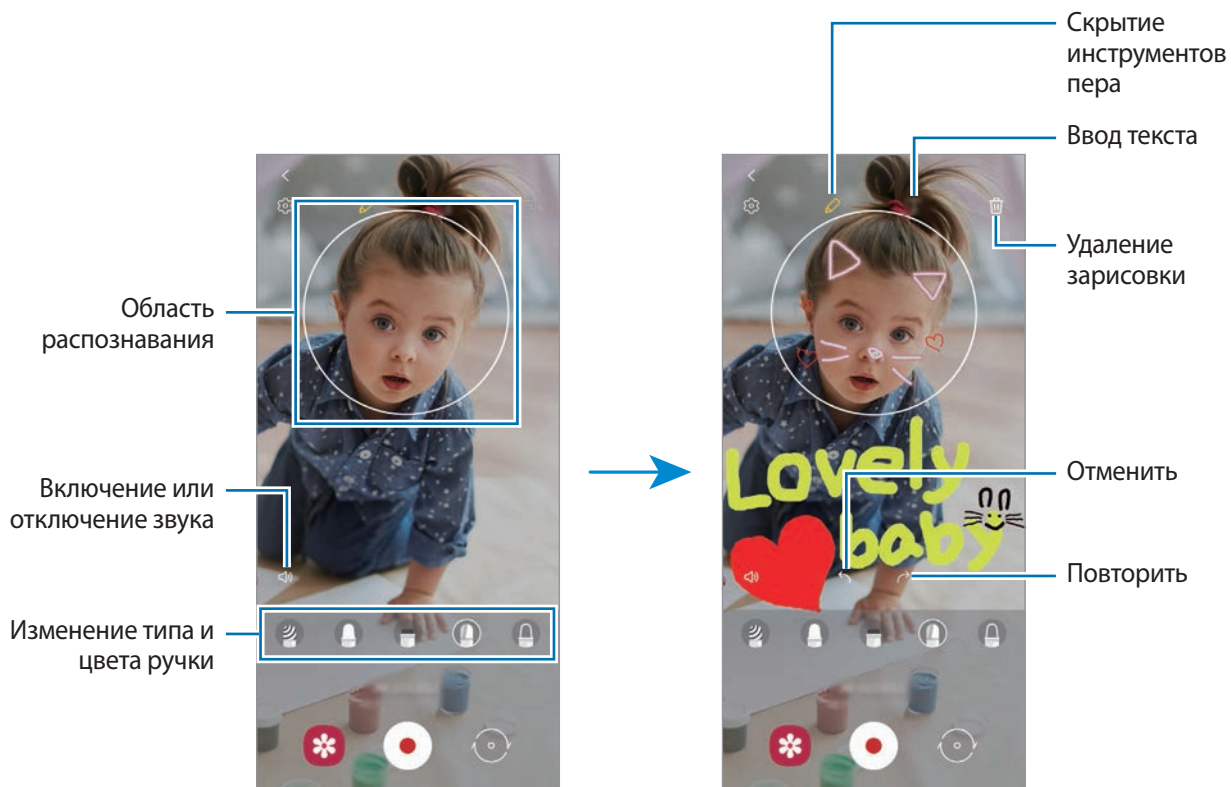 Скрытие
инструментов
пера
Ввод текста
Удаление
зарисовки
Область
распознавания
Включение или
отключение звука
Изменение типа и
цвета ручки
Lovely
baby
Отменить
Повторить